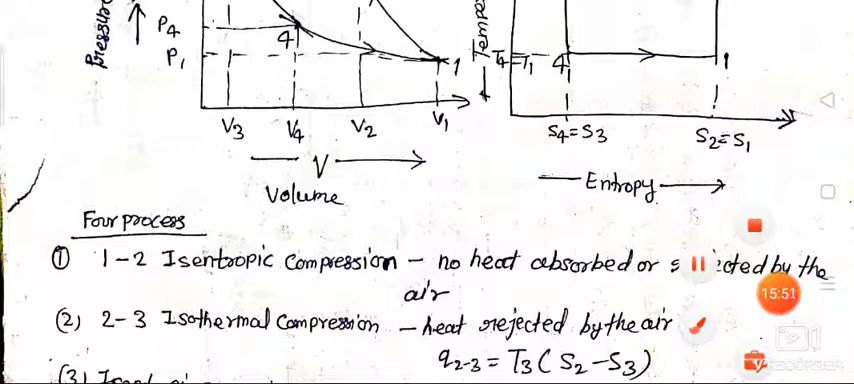 Pressure
P4
P1
4
1
V3 V4 V2 V1
V
Volume
T4=T1
4
1
S4=S3 S2=S1
Entropy
Four process
① 1-2 Isentropic compression - no heat absorbed or by the
air
(2) 2-3 Isothermal compression - heat rejected by the air
q2-3 = T3 (S2-S3)
(3)
15:51